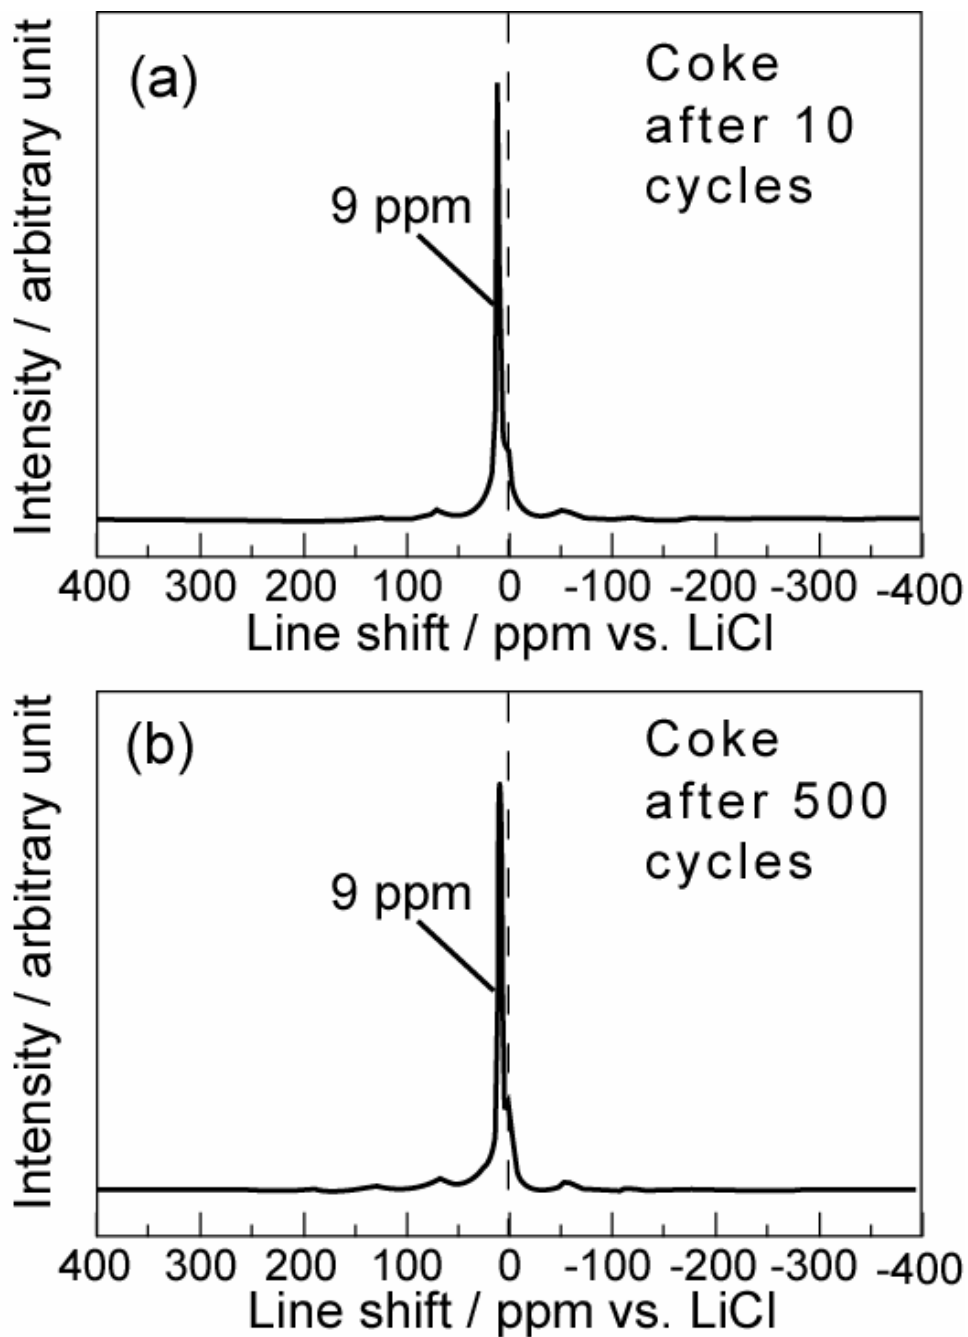 (a)
Coke
after 10
cycles
9 ppm
Intensity / arbitrary unit
400 300 200 100 0 -100 -200 -300 -400
Line shift / ppm vs. LiCl
(b)
Coke
after 500
cycles
9 ppm
Intensity / arbitrary unit
400 300 200 100 0 -100 -200 -300 -400
Line shift / ppm vs. LiCl